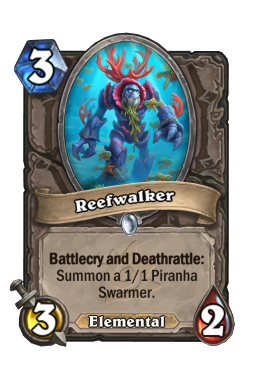 3
Reefwalker
Battlecry and Deathrattle:
Summon a 1/1 Piranha
Swarmer.
3
Elemental
2